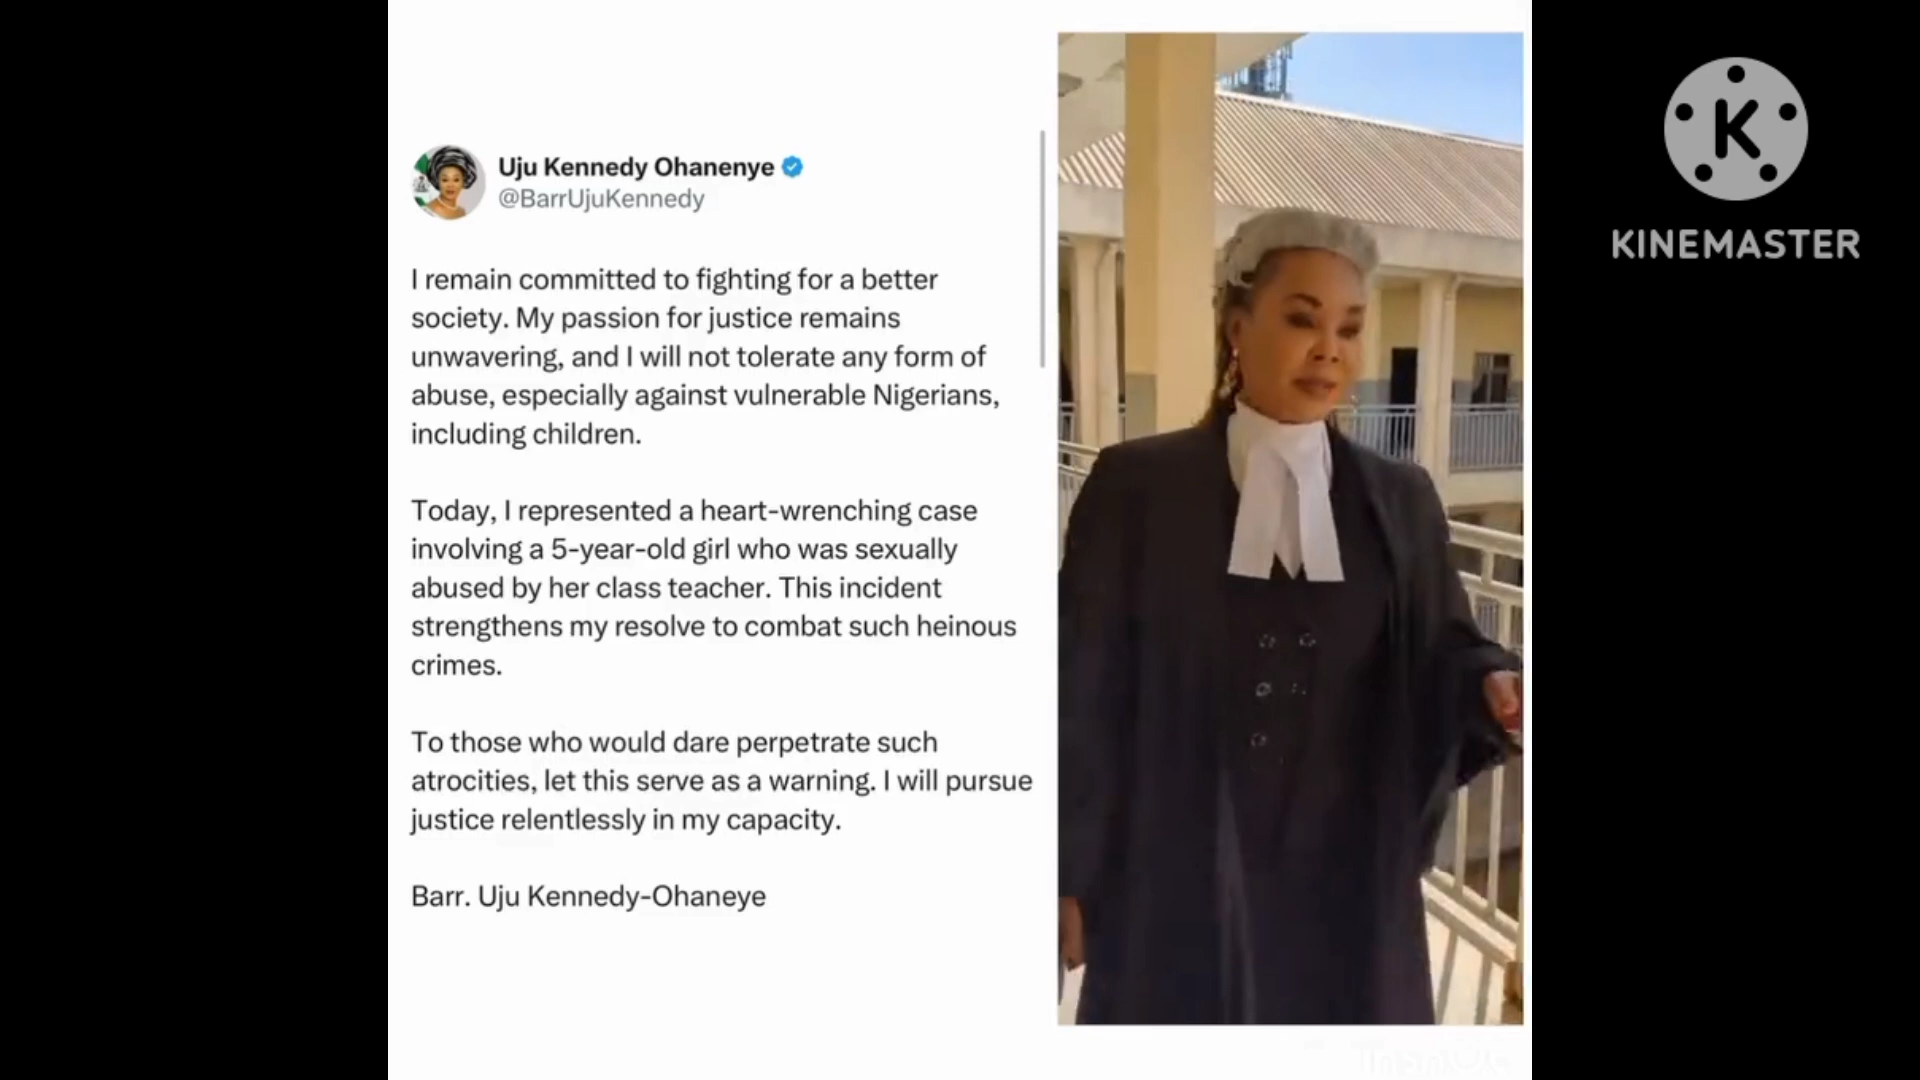 Uju Kennedy Ohanenye
@BarrUjuKennedy
I remain committed to fighting for a better
society. My passion for justice remains
unwavering, and I will not tolerate any form of
abuse, especially against vulnerable Nigerians,
including children.
Today, I represented a heart-wrenching case
involving a 5-year-old girl who was sexually
abused by her class teacher. This incident
strengthens my resolve to combat such heinous
crimes.
To those who would dare perpetrate such
atrocities, let this serve as a warning. I will pursue
justice relentlessly in my capacity.
Barr. Uju Kennedy-Ohaneye
K
KINEMASTER